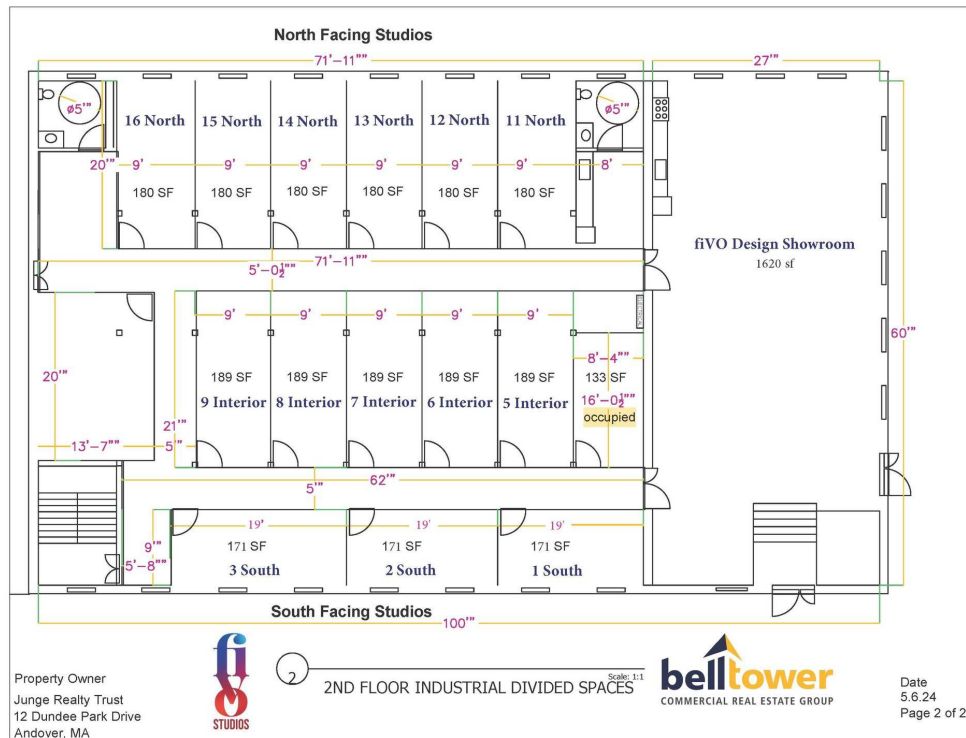 North Facing Studios
71'-11""
27'
ø5'"
ø5'"
16 North
15 North
14 North
13 North
12 North
11 North
20'"
9'
9'
9'
9'
9'
9'
8'
180 SF
180 SF
180 SF
180 SF
180 SF
180 SF
fiVO Design Showroom
1620 sf
71'-11""
5'-0½""
9'
9'
9'
9'
9'
60'"
8'-4""
20'"
189 SF
189 SF
189 SF
189 SF
189 SF
133 SF
9 Interior
8 Interior
7 Interior
6 Interior
5 Interior
16'-0½""
occupied
21'"
13'-7""
5'"
62'"
5'"
19'
19'
19'
9'"
171 SF
171 SF
171 SF
5'-8""
3 South
2 South
1 South
South Facing Studios
100'"
fiVO
STUDIOS
2
2ND FLOOR INDUSTRIAL DIVIDED SPACES
Scale: 1:1
belltower
COMMERCIAL REAL ESTATE GROUP
Property Owner
Junge Realty Trust
12 Dundee Park Drive
Andover, MA
Date
5.6.24
Page 2 of 2